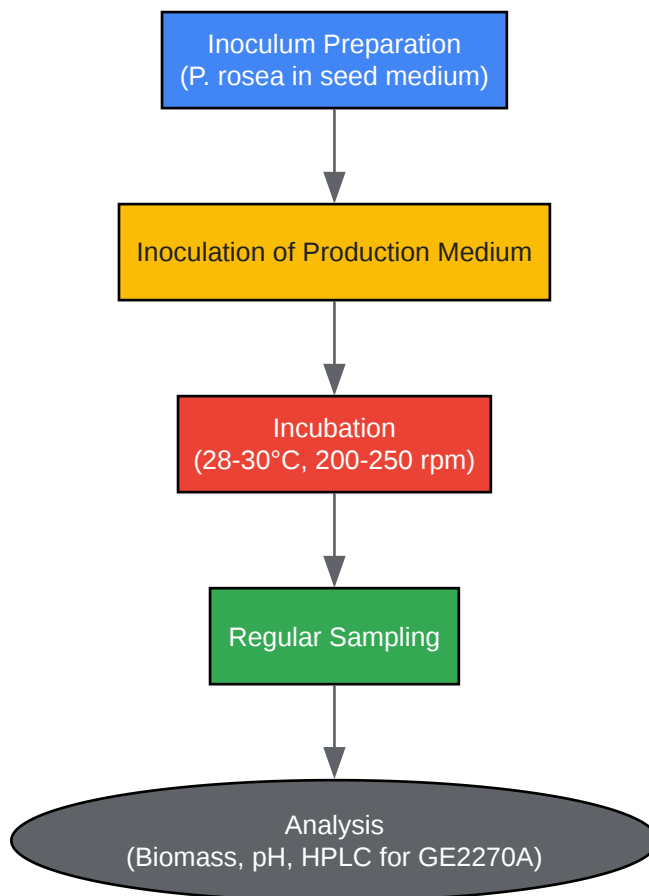 Inoculum Preparation
(P. rosea in seed medium)
Inoculation of Production Medium
Incubation
(28-30°C, 200-250 rpm)
Regular Sampling
Analysis
(Biomass, pH, HPLC for GE2270A)